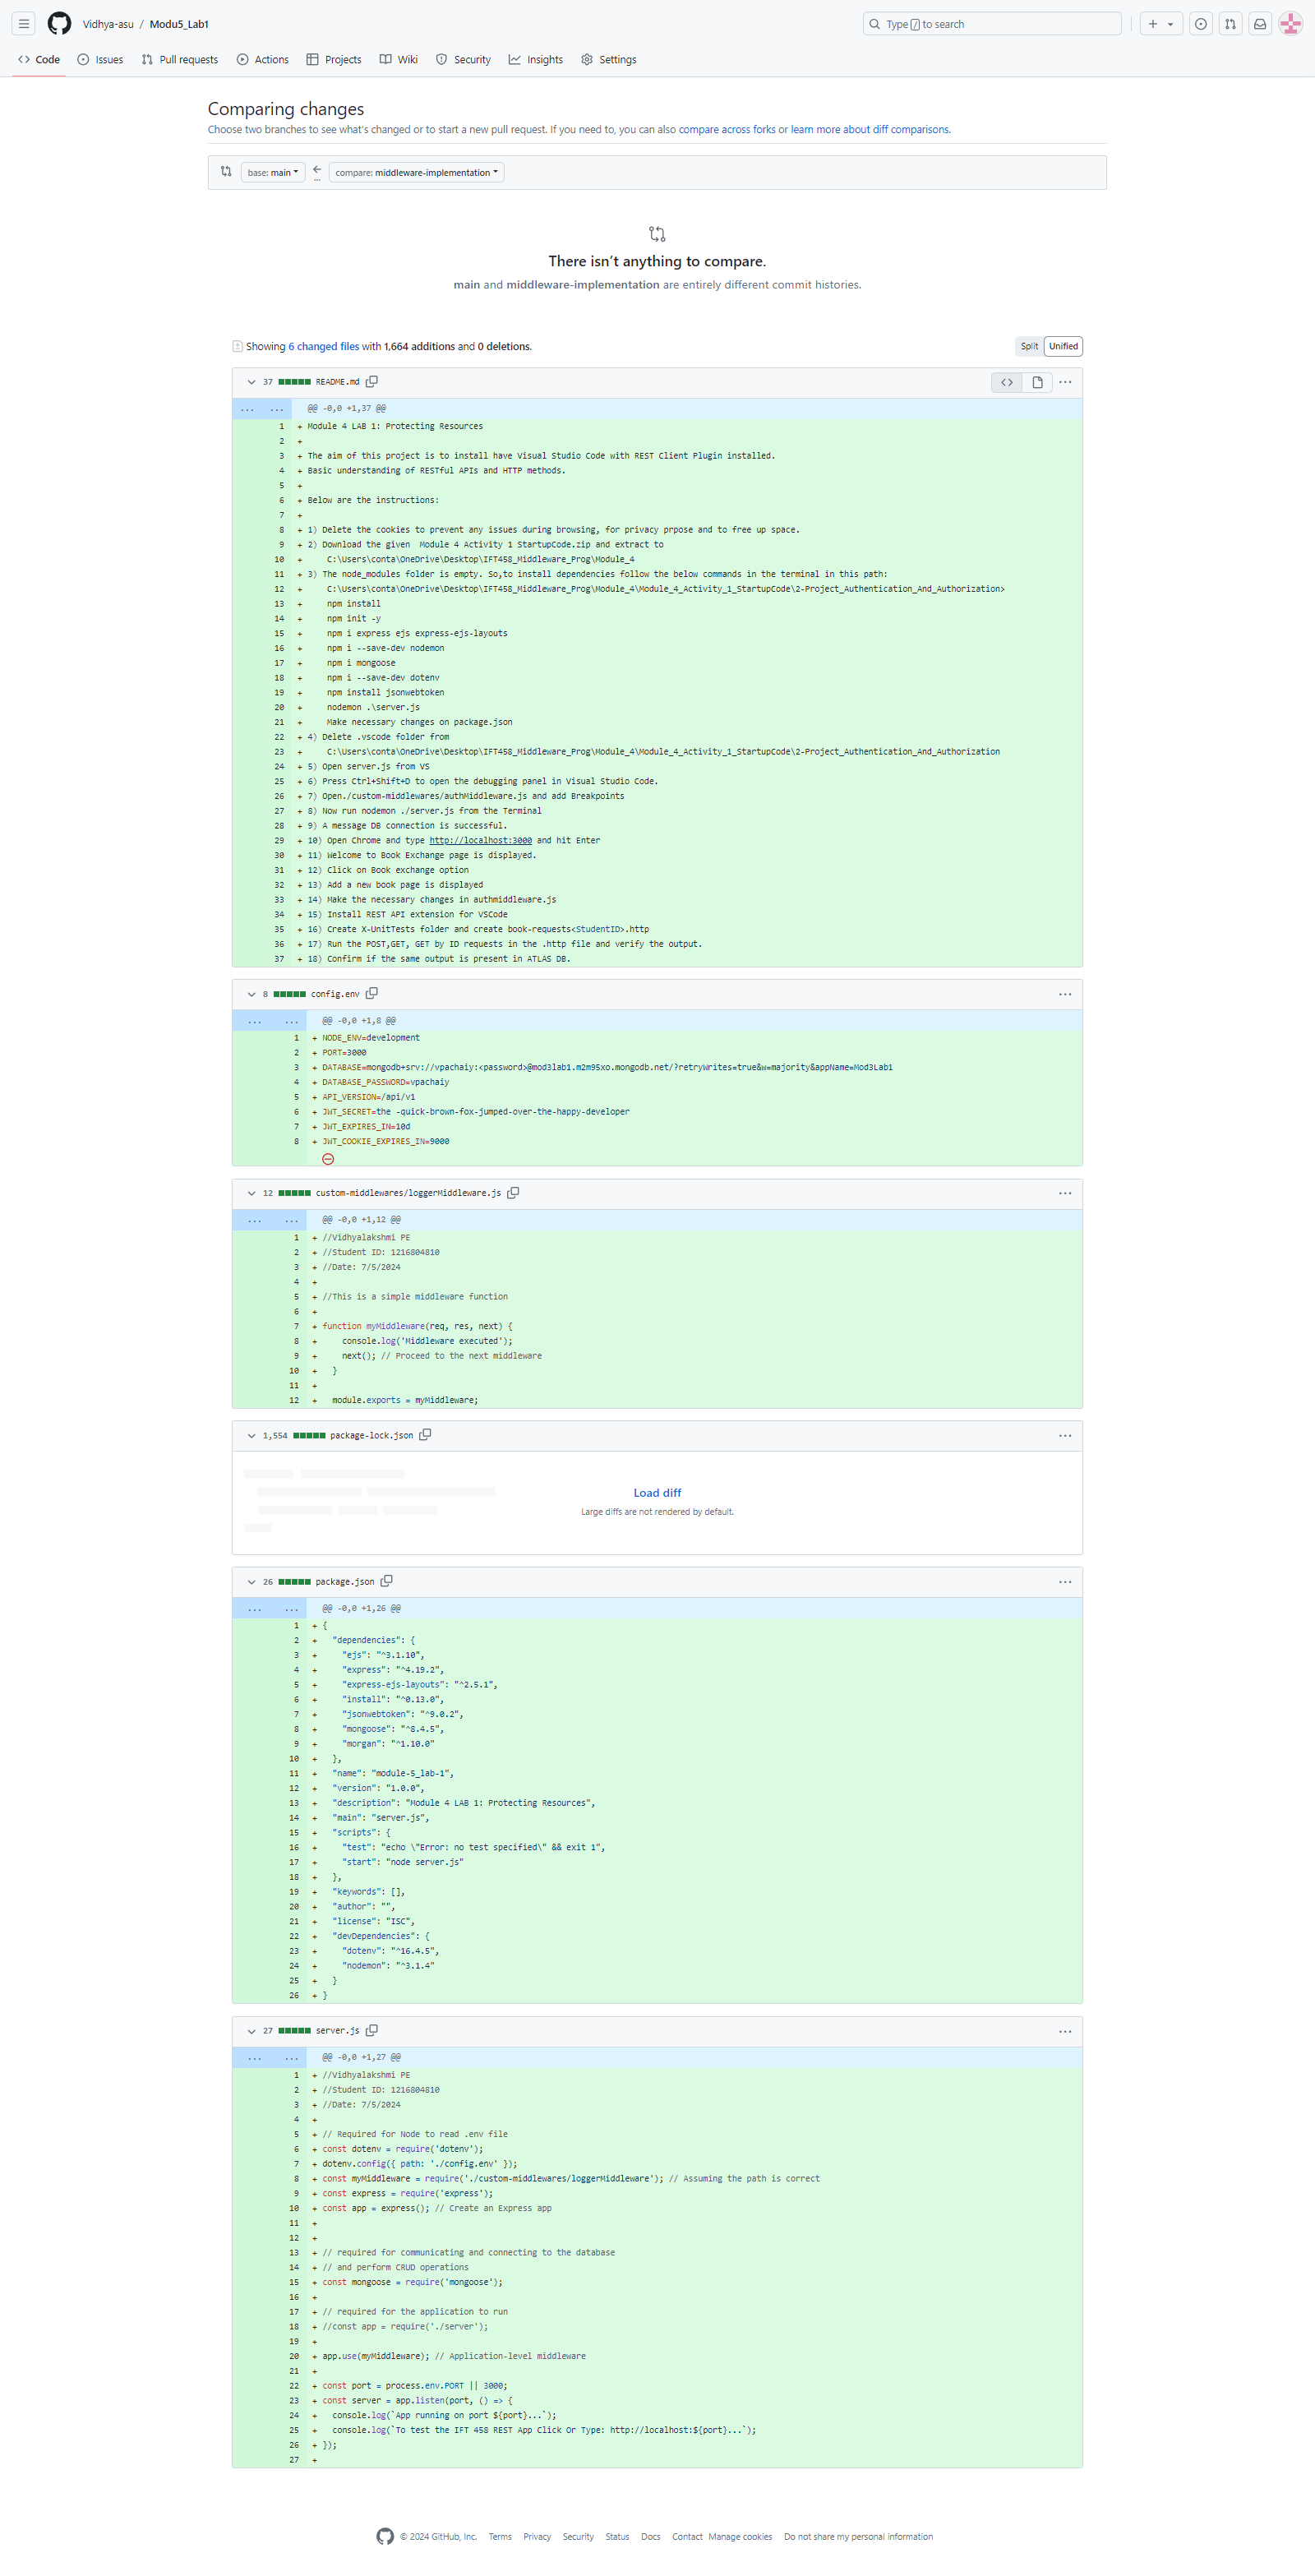 Vidhya-asu / Modu5_Lab1
Type / to search
Code Issues Pull requests Actions Projects Wiki Security Insights Settings
Comparing changes
Choose two branches to see what's changed or to start a new pull request. If you need to, you can also compare across forks or learn more about diff comparisons.
base: main compare: middleware-implementation
There isn't anything to compare.
main and middleware-implementation are entirely different commit histories.
Showing 6 changed files with 1,664 additions and 0 deletions.
Split Unified
37 README.md
@@ -0,0 +1,37 @@
1 + Module 4 LAB 1: Protecting Resources
2 +
3 + The aim of this project is to install have Visual Studio Code with REST Client Plugin installed.
4 + Basic understanding of RESTful APIs and HTTP methods.
5 +
6 + Below are the instructions:
7 +
8 + 1) Delete the cookies to prevent any issues during browsing, for privacy prpose and to free up space.
9 + 2) Download the given  Module 4 Activity 1 StartupCode.zip and extract to
10 + C:\Users\conta\OneDrive\Desktop\IFT458_Middleware_Prog\Module_4
11 + 3) The node_modules folder is empty. So,to install dependencies follow the below commands in the terminal in this path:
12 + C:\Users\conta\OneDrive\Desktop\IFT458_Middleware_Prog\Module_4\Module_4_Activity_1_StartupCode\2-Project_Authentication_And_Authorization>
13 + npm install
14 + npm init -y
15 + npm i express ejs express-ejs-layouts
16 + npm i --save-dev nodemon
17 + npm i mongoose
18 + npm i --save-dev dotenv
19 + npm install jsonwebtoken
20 + nodemon .\server.js
21 + Make necessary changes on package.json
22 + 4) Delete .vscode folder from
23 + C:\Users\conta\OneDrive\Desktop\IFT458_Middleware_Prog\Module_4\Module_4_Activity_1_StartupCode\2-Project_Authentication_And_Authorization
24 + 5) Open server.js from VS
25 + 6) Press Ctrl+Shift+D to open the debugging panel in Visual Studio Code.
26 + 7) Open./custom-middlewares/authMiddleware.js and add Breakpoints
27 + 8) Now run nodemon ./server.js from the Terminal
28 + 9) A message DB connection is successful.
29 + 10) Open Chrome and type http://localhost:3000 and hit Enter
30 + 11) Welcome to Book Exchange page is displayed.
31 + 12) Click on Book exchange option
32 + 13) Add a new book page is displayed
33 + 14) Make the necessary changes in authmiddleware.js
34 + 15) Install REST API extension for VSCode
35 + 16) Create X-UnitTests folder and create book-requests<StudentID>.http
36 + 17) Run the POST,GET, GET by ID requests in the .http file and verify the output.
37 + 18) Confirm if the same output is present in ATLAS DB.
8 config.env
@@ -0,0 +1,8 @@
1 + NODE_ENV=development
2 + PORT=3000
3 + DATABASE=mongodb+srv://vpachaiy:<password>@mod3lab1.m2m95xo.mongodb.net/?retryWrites=true&w=majority&appName=Mod3Lab1
4 + DATABASE_PASSWORD=vpachaiy
5 + API_VERSION=/api/v1
6 + JWT_SECRET=the -quick-brown-fox-jumped-over-the-happy-developer
7 + JWT_EXPIRES_IN=10d
8 + JWT_COOKIE_EXPIRES_IN=9000
12 custom-middlewares/loggerMiddleware.js
@@ -0,0 +1,12 @@
1 + //Vidhyalakshmi PE
2 + //Student ID: 1216804810
3 + //Date: 7/5/2024
4 +
5 + //This is a simple middleware function
6 +
7 + function myMiddleware(req, res, next) {
8 + console.log('Middleware executed');
9 + next(); // Proceed to the next middleware
10 + }
11 +
12 + module.exports = myMiddleware;
1,554 package-lock.json
Load diff
Large diffs are not rendered by default.
26 package.json
@@ -0,0 +1,26 @@
1 + {
2 + "dependencies": {
3 + "ejs": "^3.1.10",
4 + "express": "^4.19.2",
5 + "express-ejs-layouts": "^2.5.1",
6 + "install": "^0.13.0",
7 + "jsonwebtoken": "^9.0.2",
8 + "mongoose": "^8.4.5",
9 + "morgan": "^1.10.0"
10 + },
11 + "name": "module-5_lab-1",
12 + "version": "1.0.0",
13 + "description": "Module 4 LAB 1: Protecting Resources",
14 + "main": "server.js",
15 + "scripts": {
16 + "test": "echo \"Error: no test specified\" && exit 1",
17 + "start": "node server.js"
18 + },
19 + "keywords": [],
20 + "author": "",
21 + "license": "ISC",
22 + "devDependencies": {
23 + "dotenv": "^16.4.5",
24 + "nodemon": "^3.1.4"
25 + }
26 + }
27 server.js
@@ -0,0 +1,27 @@
1 + //Vidhyalakshmi PE
2 + //Student ID: 1216804810
3 + //Date: 7/5/2024
4 +
5 + // Required for Node to read .env file
6 + const dotenv = require('dotenv');
7 + dotenv.config({ path: './config.env' });
8 + const myMiddleware = require('./custom-middlewares/loggerMiddleware'); // Assuming the path is correct
9 + const express = require('express');
10 + const app = express(); // Create an Express app
11 +
12 +
13 + // required for communicating and connecting to the database
14 + // and perform CRUD operations
15 + const mongoose = require('mongoose');
16 +
17 + // required for the application to run
18 + //const app = require('./server');
19 +
20 + app.use(myMiddleware); // Application-level middleware
21 +
22 + const port = process.env.PORT || 3000;
23 + const server = app.listen(port, () => {
24 + console.log(`App running on port ${port}...`);
25 + console.log(`To test the IFT 458 REST App Click Or Type: http://localhost:${port}...`);
26 + });
27 +
© 2024 GitHub, Inc. Terms Privacy Security Status Docs Contact Manage cookies Do not share my personal information